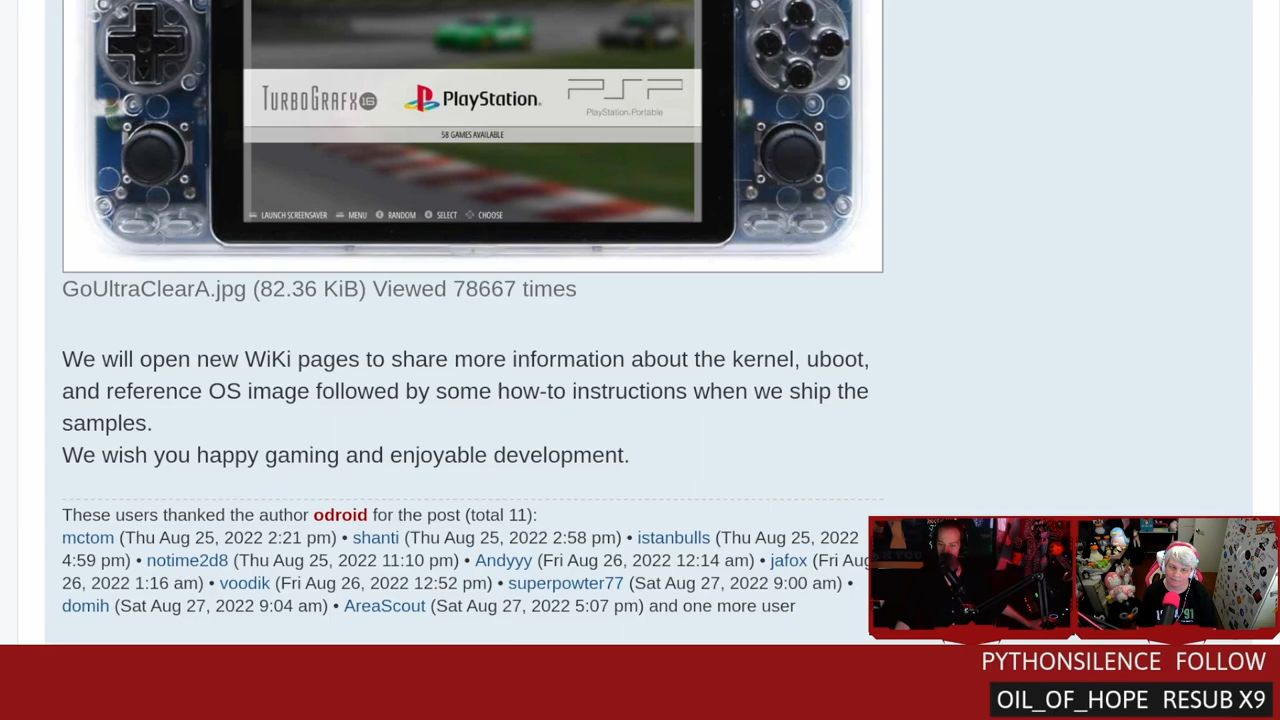 TURBOGRAFX 16 PlayStation. PSP
PlayStation.Portable
58 GAMES AVAILABLE
LAUNCH SCREENSAVER MENU RANDOM SELECT CHOOSE
GoUltraClearA.jpg (82.36 KiB) Viewed 78667 times
We will open new WiKi pages to share more information about the kernel, uboot,
and reference OS image followed by some how-to instructions when we ship the
samples.
We wish you happy gaming and enjoyable development.
These users thanked the author odroid for the post (total 11):
mctom (Thu Aug 25, 2022 2:21 pm) • shanti (Thu Aug 25, 2022 2:58 pm) • istanbulls (Thu Aug 25, 2022
4:59 pm) • notime2d8 (Thu Aug 25, 2022 11:10 pm) • Andyyy (Fri Aug 26, 2022 12:14 am) • jafox (Fri Aug
26, 2022 1:16 am) • voodik (Fri Aug 26, 2022 12:52 pm) • superpowter77 (Sat Aug 27, 2022 9:00 am) •
domih (Sat Aug 27, 2022 9:04 am) • AreaScout (Sat Aug 27, 2022 5:07 pm) and one more user
PYTHONSILENCE FOLLOW
OIL_OF_HOPE RESUB X9